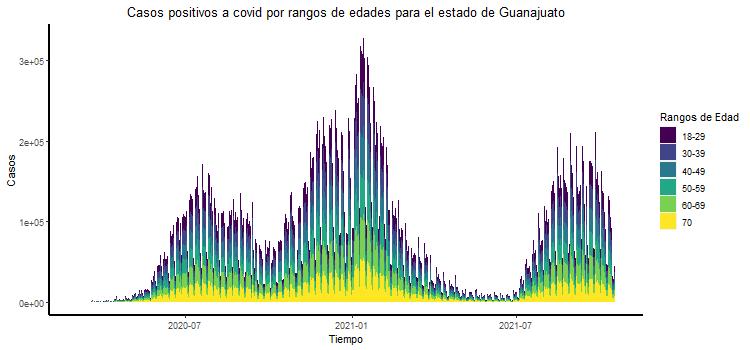 Casos positivos a covid por rangos de edades para el estado de Guanajuato
Casos
3e+05
2e+05
1e+05
0e+00
2020-07
2021-01
2021-07
Tiempo
Rangos de Edad
18-29
30-39
40-49
50-59
60-69
70